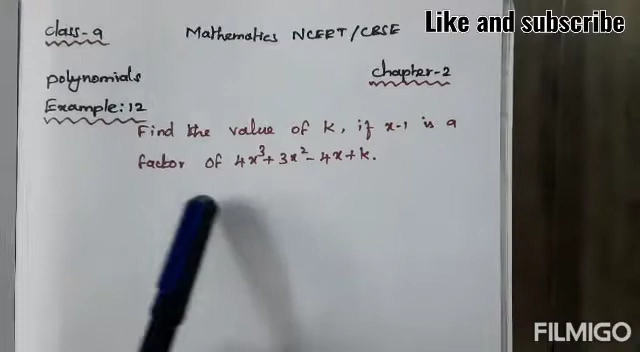 Like and subscribe
class-9 Mathematics NCERT/CBSE
polynomials chapter-2
Example:12
Find the value of k, if x-1 is a
factor of 4x³+3x²-4x+k.
FILMIGO